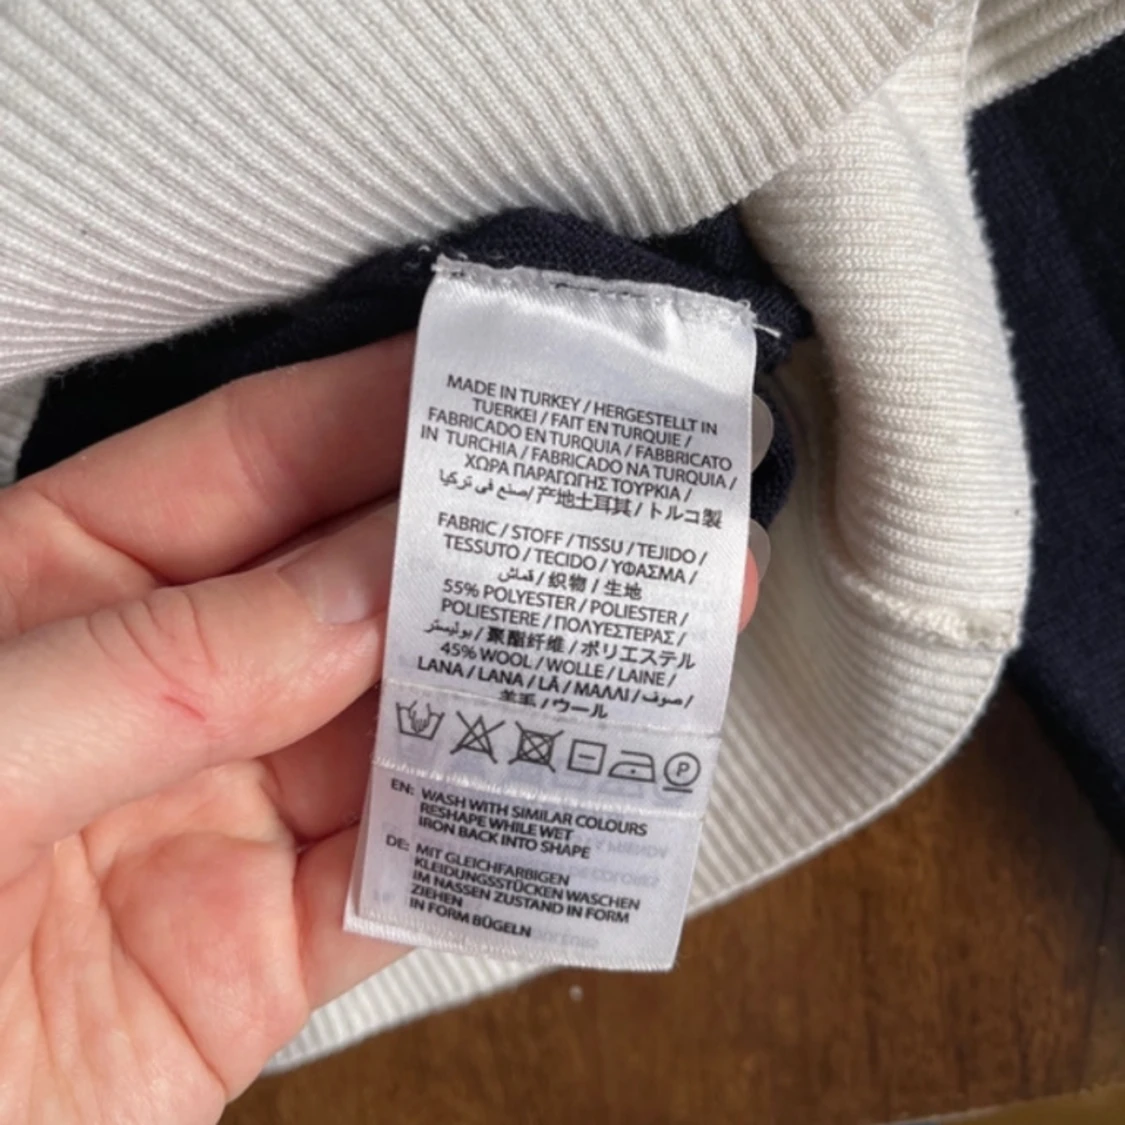 MADE IN TURKEY / HERGESTELLT IN
TUERKEI / FAIT EN TURQUIE /
FABRICADO EN TURQUIA / FABBRICATO
IN TURCHIA / FABRICADO NA TURQUIA /
ΧΩΡΑ ΠΑΡΑΓΩΓΗΣ ΤΟΥΡΚΙΑ /
صنع في تركيا/ 产地土耳其 / トルコ製
FABRIC / STOFF / TISSU / TEJIDO /
TESSUTO / TECIDO / ΥΦΑΣΜΑ /
قماش / 织物 / 生地
55% POLYESTER / POLIESTER /
POLIESTERE / ΠΟΛΥΕΣΤΕΡΑΣ /
بوليستر / 聚酯纤维 / ポリエステル
45% WOOL / WOLLE / LAINE /
LANA / LANA / LÃ / ΜΑΛΛΙ / صوف /
羊毛 / ウール
P
EN: WASH WITH SIMILAR COLOURS
RESHAPE WHILE WET
IRON BACK INTO SHAPE
DE: MIT GLEICHFARBIGEN
KLEIDUNGSSTÜCKEN WASCHEN
IM NASSEN ZUSTAND IN FORM
ZIEHEN
IN FORM BÜGELN